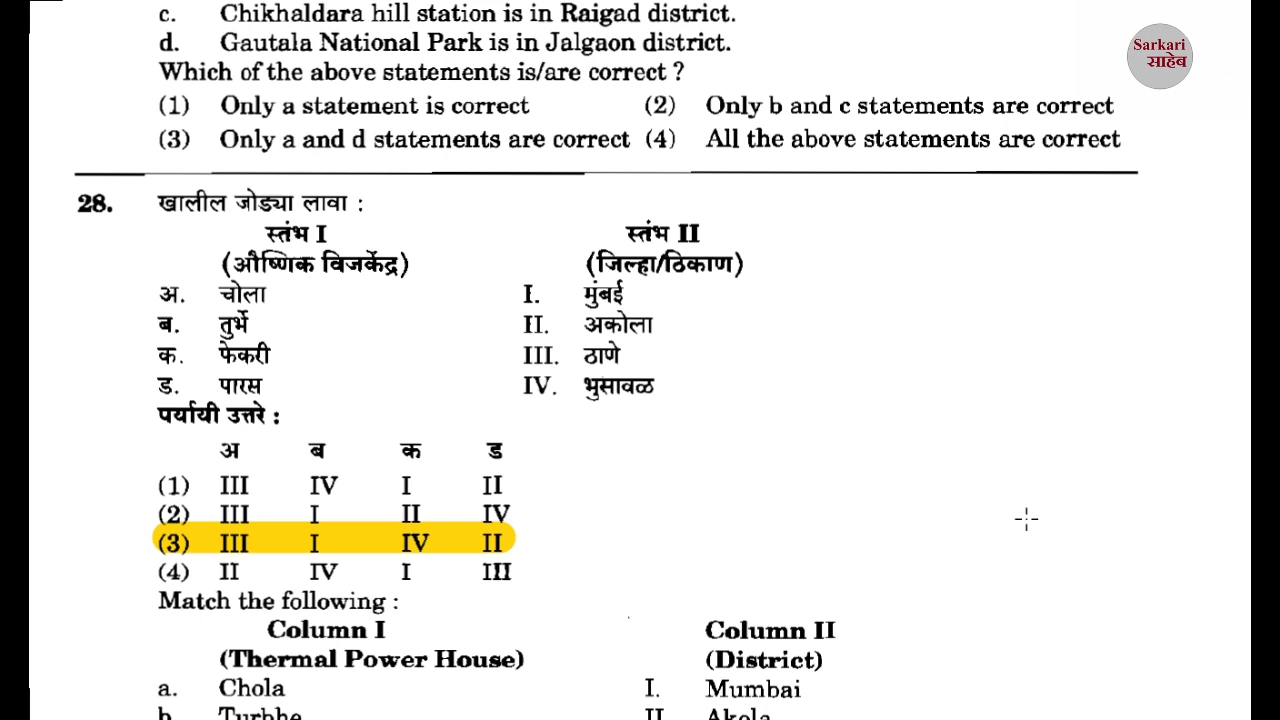 c. Chikhaldara hill station is in Raigad district.
d. Gautala National Park is in Jalgaon district.
Which of the above statements is/are correct ?
(1) Only a statement is correct (2) Only b and c statements are correct
(3) Only a and d statements are correct (4) All the above statements are correct
Sarkari
साहेब
28. खालील जोड्या लावा :
स्तंभ I स्तंभ II
(औष्णिक विजकेंद्र) (जिल्हा/ठिकाण)
अ. चोला I. मुंबई
ब. तुर्भे II. अकोला
क. फेकरी III. ठाणे
ड. पारस IV. भुसावळ
पर्यायी उत्तरे :
अ ब क ड
(1) III IV I II
(2) III I II IV
(3) III I IV II
(4) II IV I III
Match the following :
Column I Column II
(Thermal Power House) (District)
a. Chola I. Mumbai
b. Turbhe II. Akola